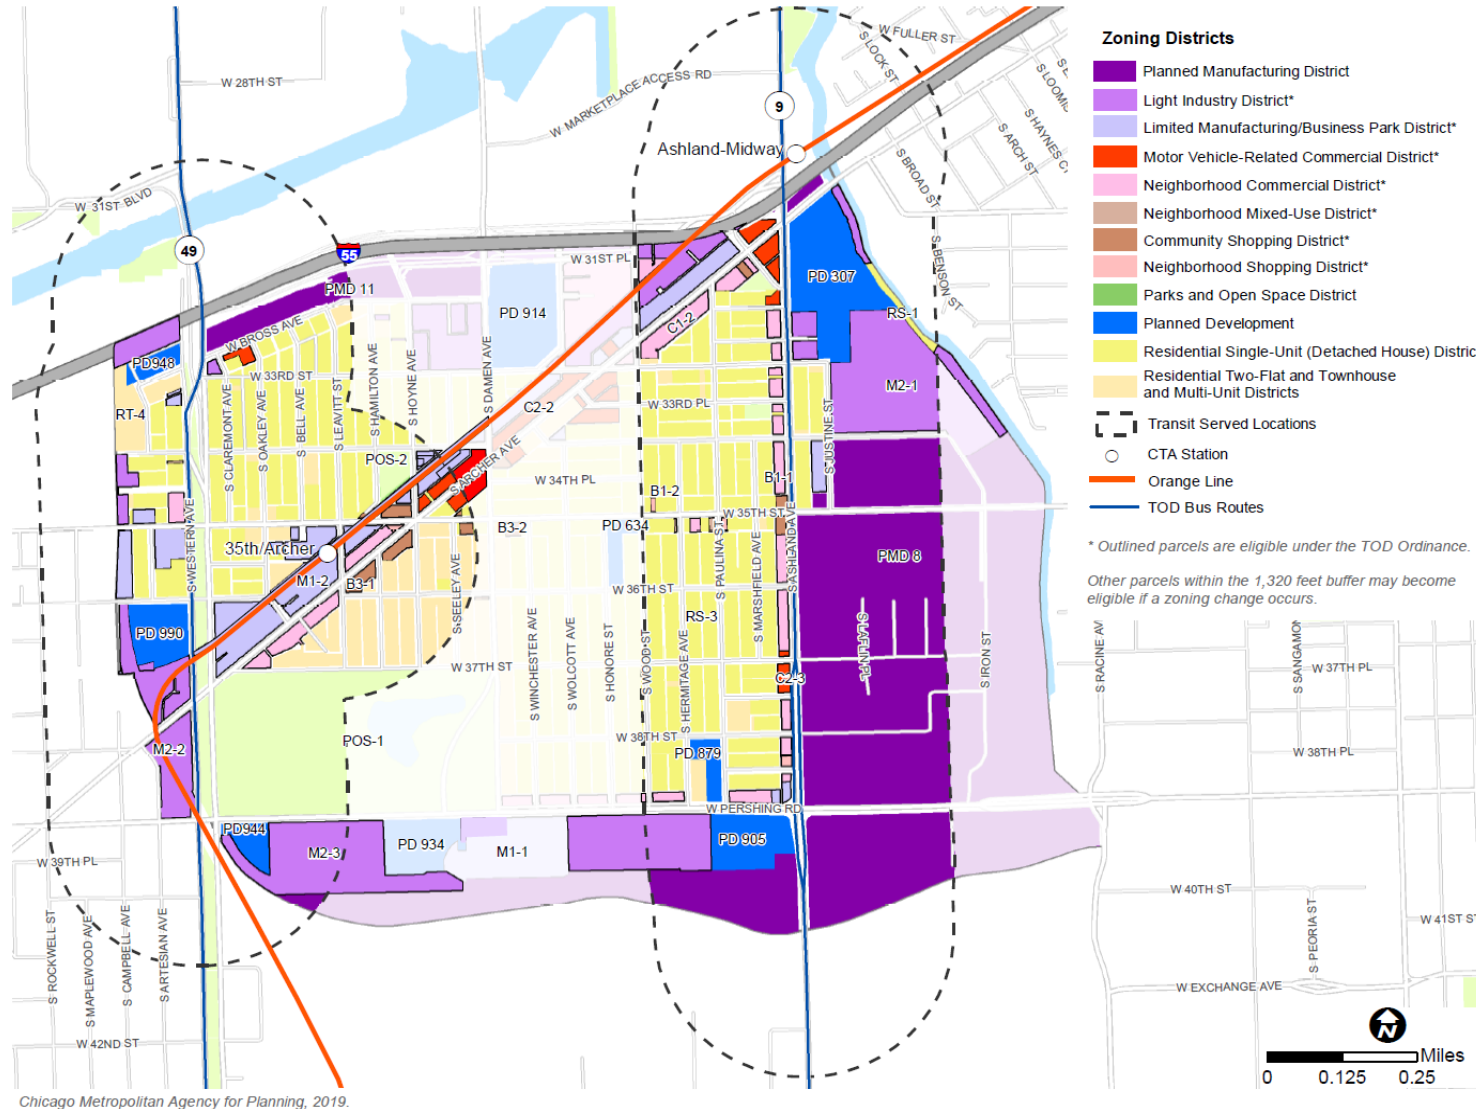 W FULLER ST
S LOCK ST
W 28TH ST
W MARKETPLACE ACCESS RD
S LOOMIS
S HAYNES C
S ARCH ST
9
Ashland-Midway
S BROAD ST
W 31ST BLVD
49
55
S BENSON ST
W 31ST PL
PMD 11
PD 307
PD 914
RS-1
C1-2
W BROSS AVE
PD948
W 33RD ST
M2-1
RT-4
S CLAREMONT AVE
S OAKLEY AVE
S BELL AVE
S LEAVITT ST
S HAMILTON AVE
S HOYNE AVE
S DAMEN AVE
C2-2
W 33RD PL
S JUSTINE ST
POS-2
S ARCHER AVE
W 34TH PL
B1-1
B1-2
S WESTERN AVE
B3-2
PD 634
W 35TH ST
35th/Archer
S ASHLAND AVE
PMD 8
M1-2
B3-1
S SEELEY AVE
W 36TH ST
S PAULINA ST
S MARSHFIELD AVE
RS-3
PD 990
S LAFLIN PL
S IRON ST
W 37TH ST
S WINCHESTER AVE
S WOLCOTT AVE
S HONORE ST
S WOOD ST
S HERMITAGE AVE
C2-3
M2-2
POS-1
W 38TH ST
PD 879
W PERSHING RD
PD944
M2-3
PD 934
M1-1
PD 905
W 39TH PL
S ROCKWELL ST
S MAPLEWOOD AVE
S CAMPBELL AVE
S ARTESIAN AVE
W 42ND ST
Zoning Districts
Planned Manufacturing District
Light Industry District*
Limited Manufacturing/Business Park District*
Motor Vehicle-Related Commercial District*
Neighborhood Commercial District*
Neighborhood Mixed-Use District*
Community Shopping District*
Neighborhood Shopping District*
Parks and Open Space District
Planned Development
Residential Single-Unit (Detached House) Distric
Residential Two-Flat and Townhouse
and Multi-Unit Districts
Transit Served Locations
CTA Station
Orange Line
TOD Bus Routes
* Outlined parcels are eligible under the TOD Ordinance.
Other parcels within the 1,320 feet buffer may become
eligible if a zoning change occurs.
S RACINE AV
S SANGAMON
W 37TH PL
W 38TH PL
W 40TH ST
S PEORIA ST
W 41ST ST
W EXCHANGE AVE
N
Miles
0 0.125 0.25
Chicago Metropolitan Agency for Planning, 2019.